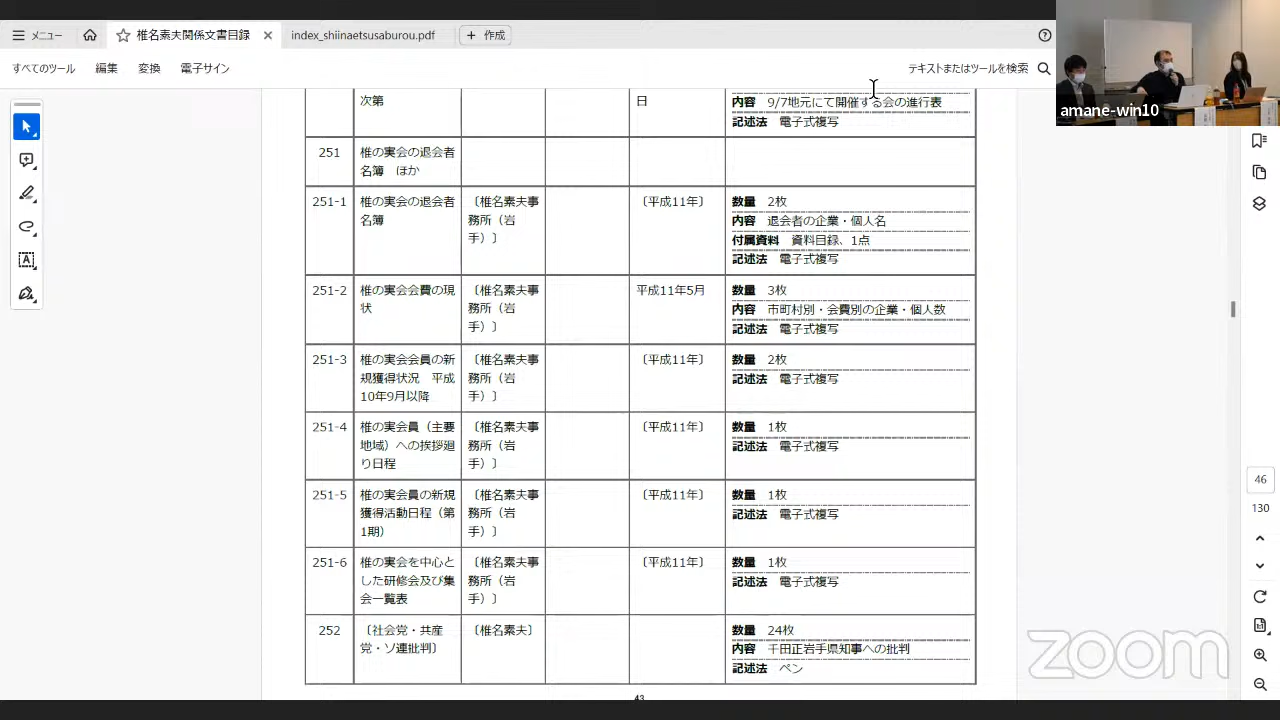 メニュー
椎名素夫関係文書目録
index_shiinaetsusaburou.pdf
作成
すべてのツール 編集 変換 電子サイン
テキストまたはツールを検索
amane-win10
次第 日 内容 9/7地元にて開催する会の進行表
記述法 電子式複写
251 椎の実会の退会者
名簿 ほか
251-1 椎の実会の退会者 〔椎名素夫事 〔平成11年〕 数量 2枚
名簿 務所（岩 内容 退会者の企業・個人名
手）〕 付属資料 資料目録、1点
記述法 電子式複写
251-2 椎の実会会費の現 〔椎名素夫事 平成11年5月 数量 3枚
状 務所（岩 内容 市町村別・会費別の企業・個人数
手）〕 記述法 電子式複写
251-3 椎の実会会員の新 〔椎名素夫事 〔平成11年〕 数量 2枚
規獲得状況 平成 務所（岩 記述法 電子式複写
10年9月以降 手）〕
251-4 椎の実会員（主要 〔椎名素夫事 〔平成11年〕 数量 1枚
地域）への挨拶廻 務所（岩 記述法 電子式複写
り日程 手）〕
251-5 椎の実会員の新規 〔椎名素夫事 〔平成11年〕 数量 1枚
獲得活動日程（第 務所（岩 記述法 電子式複写
1期） 手）〕
251-6 椎の実会を中心と 〔椎名素夫事 〔平成11年〕 数量 1枚
した研修会及び集 務所（岩 記述法 電子式複写
会一覧表 手）〕
252 〔社会党・共産 〔椎名素夫〕 数量 24枚
党・ソ連批判〕 内容 千田正岩手県知事への批判
記述法 ペン
43
46
130
zoom